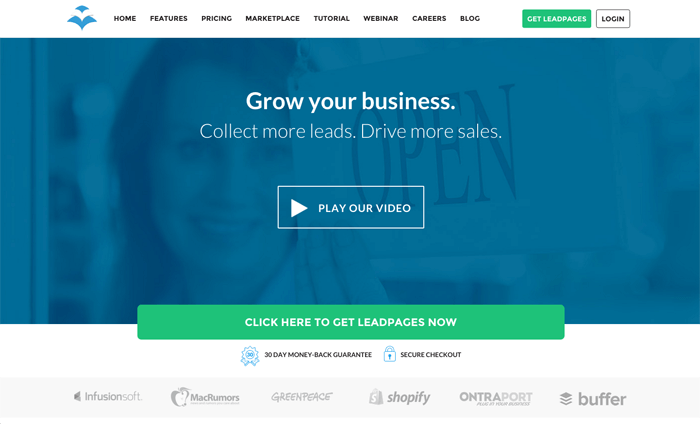 HOME FEATURES PRICING MARKETPLACE TUTORIAL WEBINAR CAREERS BLOG GET LEADPAGES LOGIN
Grow your business.
Collect more leads. Drive more sales.
OPEN
PLAY OUR VIDEO
CLICK HERE TO GET LEADPAGES NOW
30 30 DAY MONEY-BACK GUARANTEE SECURE CHECKOUT
Infusionsoft. MacRumors GREENPEACE shopify ONTRAPORT buffer